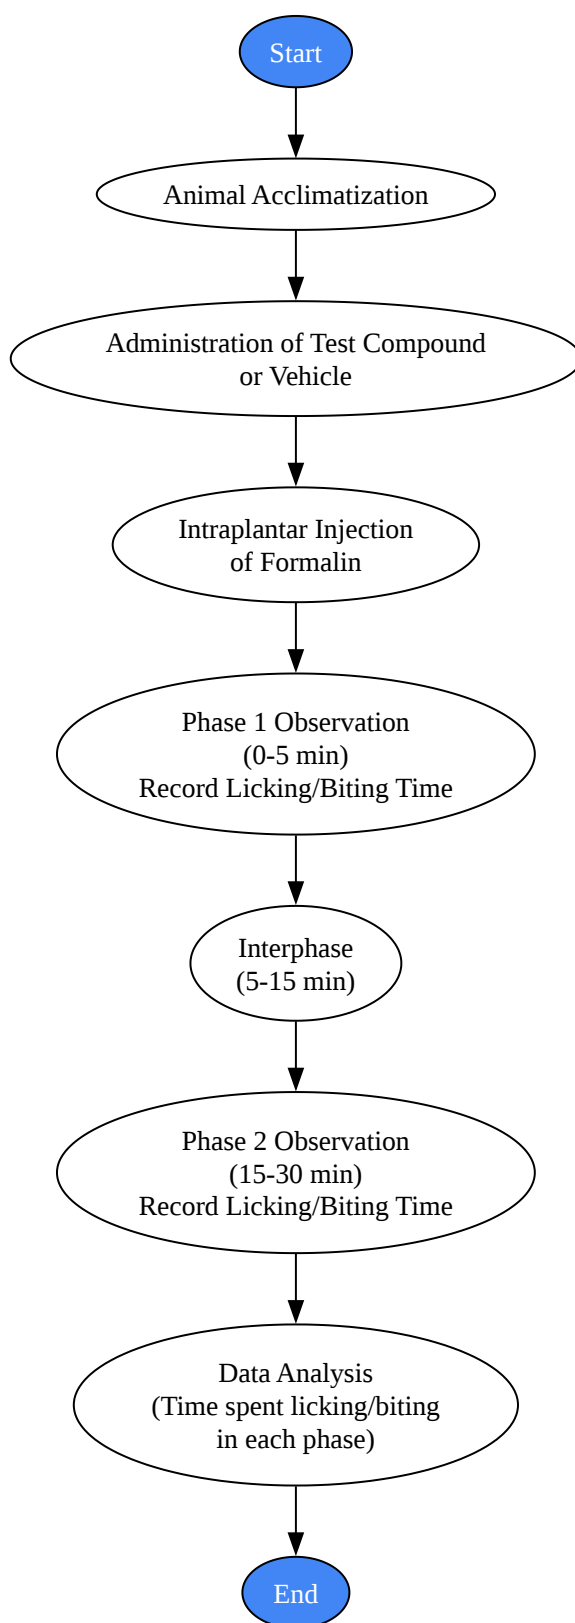 Start
Animal Acclimatization
Administration of Test Compound
or Vehicle
Intraplantar Injection
of Formalin
Phase 1 Observation
(0-5 min)
Record Licking/Biting Time
Interphase
(5-15 min)
Phase 2 Observation
(15-30 min)
Record Licking/Biting Time
Data Analysis
(Time spent licking/biting
in each phase)
End